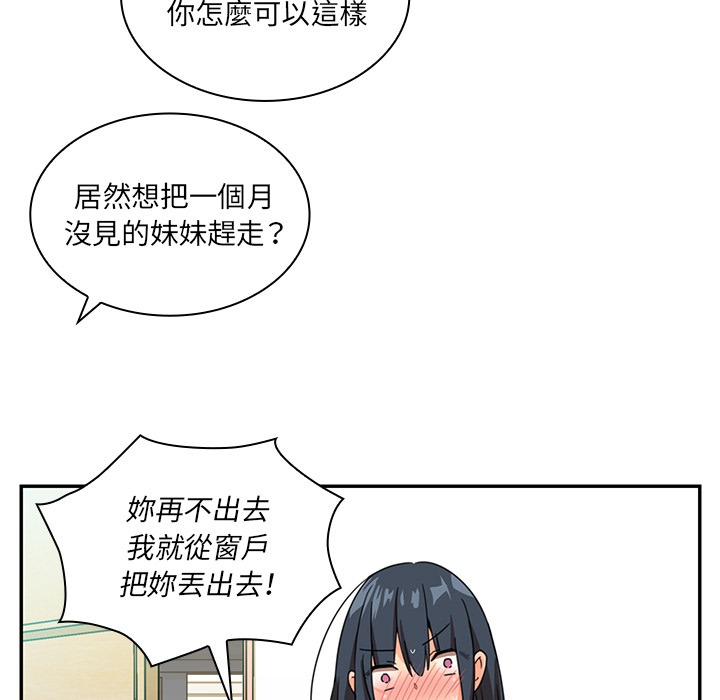 你怎麼可以這樣
居然想把一個月
沒見的妹妹趕走？
妳再不出去
我就從窗戶
把妳丟出去！